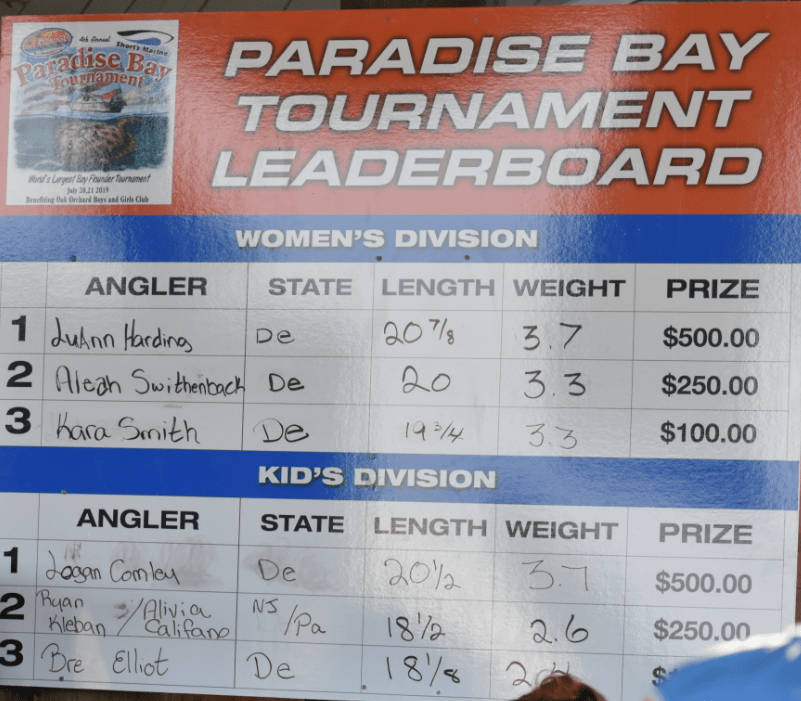 4th Annual
Short's Marine
Paradise Bay
Tournament
World's Largest Bay Flounder Tournament
July 20,21 2019
Benefiting Oak Orchard Boys and Girls Club
PARADISE BAY
TOURNAMENT
LEADERBOARD
WOMEN'S DIVISION
ANGLER STATE LENGTH WEIGHT PRIZE
1 LuAnn Harding De 20 7/8 3.7 $500.00
2 Aleah Swithenback De 20 3.3 $250.00
3 Kara Smith De 19 3/4 3.3 $100.00
KID'S DIVISION
ANGLER STATE LENGTH WEIGHT PRIZE
1 Logan Comley De 20 1/2 3.7 $500.00
2 Ryan Kleban / Alivia Califano NJ /Pa 18 1/2 2.6 $250.00
3 Bre Elliot De 18 1/8 $